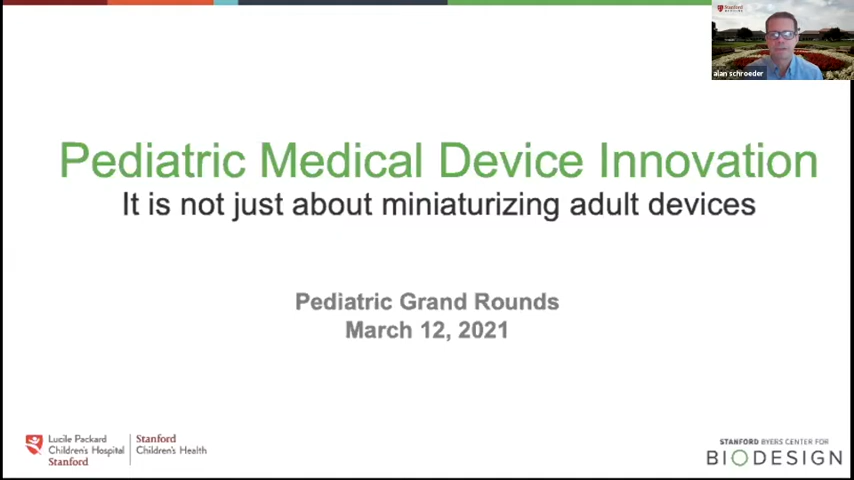 Stanford
MEDICINE
alan schroeder
Pediatric Medical Device Innovation
It is not just about miniaturizing adult devices
Pediatric Grand Rounds
March 12, 2021
Lucile Packard
Children's Hospital
Stanford
Stanford
Children's Health
STANFORD BYERS CENTER FOR
BIODESIGN